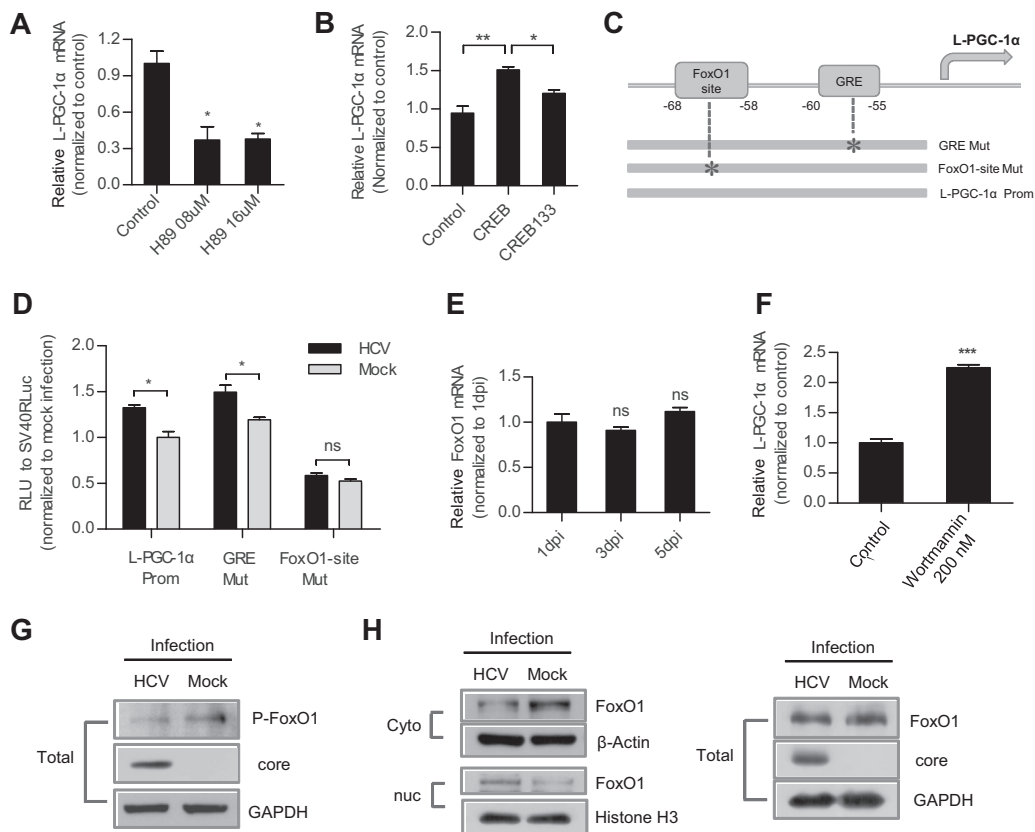 A
Relative L-PGC-1α mRNA
(normalized to control)
1.2
0.9
0.6
0.3
0.0
*
*
Control
H89 08uM
H89 16uM
B
Relative L-PGC-1α mRNA
(Normalized to control)
2.0
1.5
1.0
0.5
0.0
**
*
Control
CREB
CREB133
C
L-PGC-1α
FoxO1
site
GRE
-68
-58
-60
-55
*
GRE Mut
*
FoxO1-site Mut
L-PGC-1α Prom
D
RLU to SV40RLuc
(normalized to mock infection)
2.0
1.5
1.0
0.5
0.0
HCV
Mock
*
*
ns
L-PGC-1α
Prom
GRE
Mut
FoxO1-site
Mut
E
Relative FoxO1 mRNA
(normalized to 1dpi)
1.5
1.0
0.5
0.0
ns
ns
1dpi
3dpi
5dpi
F
Relative L-PGC-1α mRNA
(normalized to control)
2.5
2.0
1.5
1.0
0.5
0.0
***
Control
Wortmannin
200 nM
G
Infection
HCV Mock
P-FoxO1
Total
core
GAPDH
H
Infection
HCV Mock
FoxO1
Cyto
β-Actin
FoxO1
nuc
Histone H3
Infection
HCV Mock
FoxO1
Total
core
GAPDH